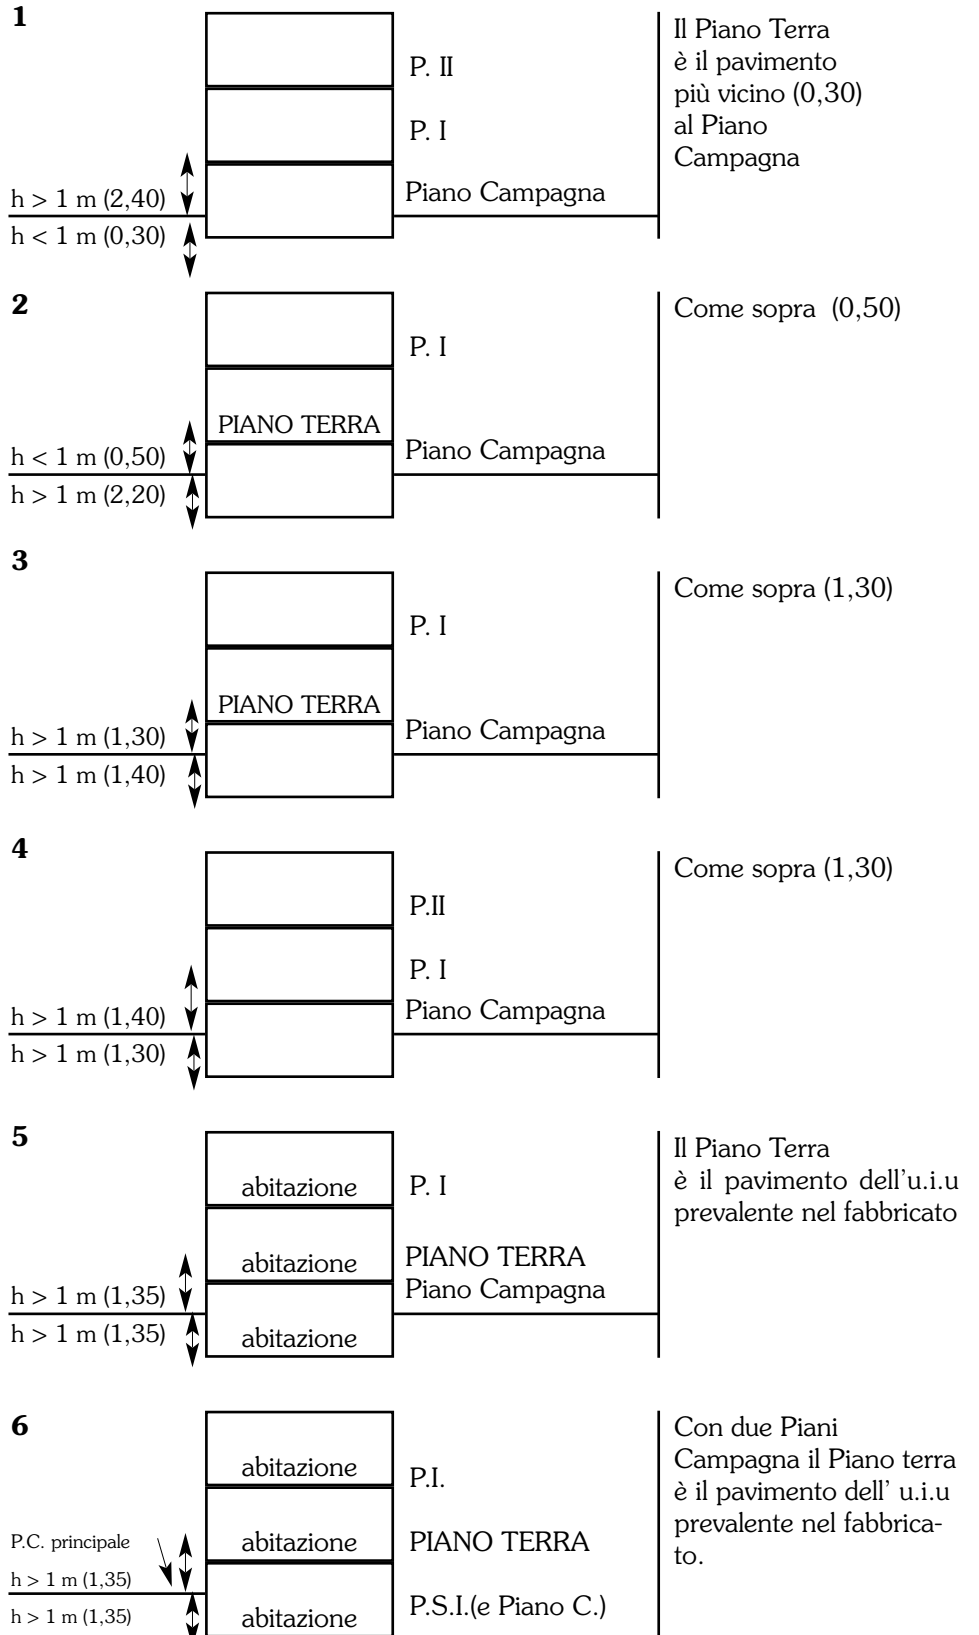 1
P. II
P. I
Piano Campagna
h > 1 m (2,40)
h < 1 m (0,30)
Il Piano Terra
è il pavimento
più vicino (0,30)
al Piano
Campagna
2
P. I
PIANO TERRA
Piano Campagna
h < 1 m (0,50)
h > 1 m (2,20)
Come sopra (0,50)
3
P. I
PIANO TERRA
Piano Campagna
h > 1 m (1,30)
h > 1 m (1,40)
Come sopra (1,30)
4
P.II
P. I
Piano Campagna
h > 1 m (1,40)
h > 1 m (1,30)
Come sopra (1,30)
5
abitazione
P. I
abitazione
PIANO TERRA
Piano Campagna
h > 1 m (1,35)
h > 1 m (1,35)
abitazione
Il Piano Terra
è il pavimento dell'u.i.u
prevalente nel fabbricato
6
abitazione
P.I.
abitazione
PIANO TERRA
P.C. principale
h > 1 m (1,35)
h > 1 m (1,35)
abitazione
P.S.I.(e Piano C.)
Con due Piani
Campagna il Piano terra
è il pavimento dell' u.i.u
prevalente nel fabbrica-
to.